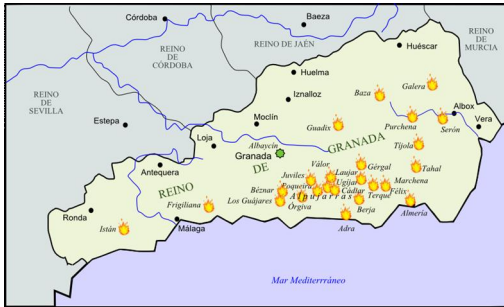 Córdoba
Baeza
REINO DE CÓRDOBA
REINO DE JAÉN
REINO DE MURCIA
Huéscar
Huelma
REINO DE SEVILLA
Baza
Galera
Iznalloz
Albox
Estepa
Moclín
Guadix
Purchena
Serón
Vera
Loja
Albaycín
GRANADA
Tíjola
Granada
DE
Antequera
Válor
Laujar
Gérgal
Tahal
Juviles
Ugíjar
REINO
Poqueira
Marchena
Béznar
Alpujarras
Cádiar
Terque
Félix
Ronda
Frigiliana
Los Guájares
Órgiva
Berja
Almería
Istán
Málaga
Adra
Mar Mediterrráneo